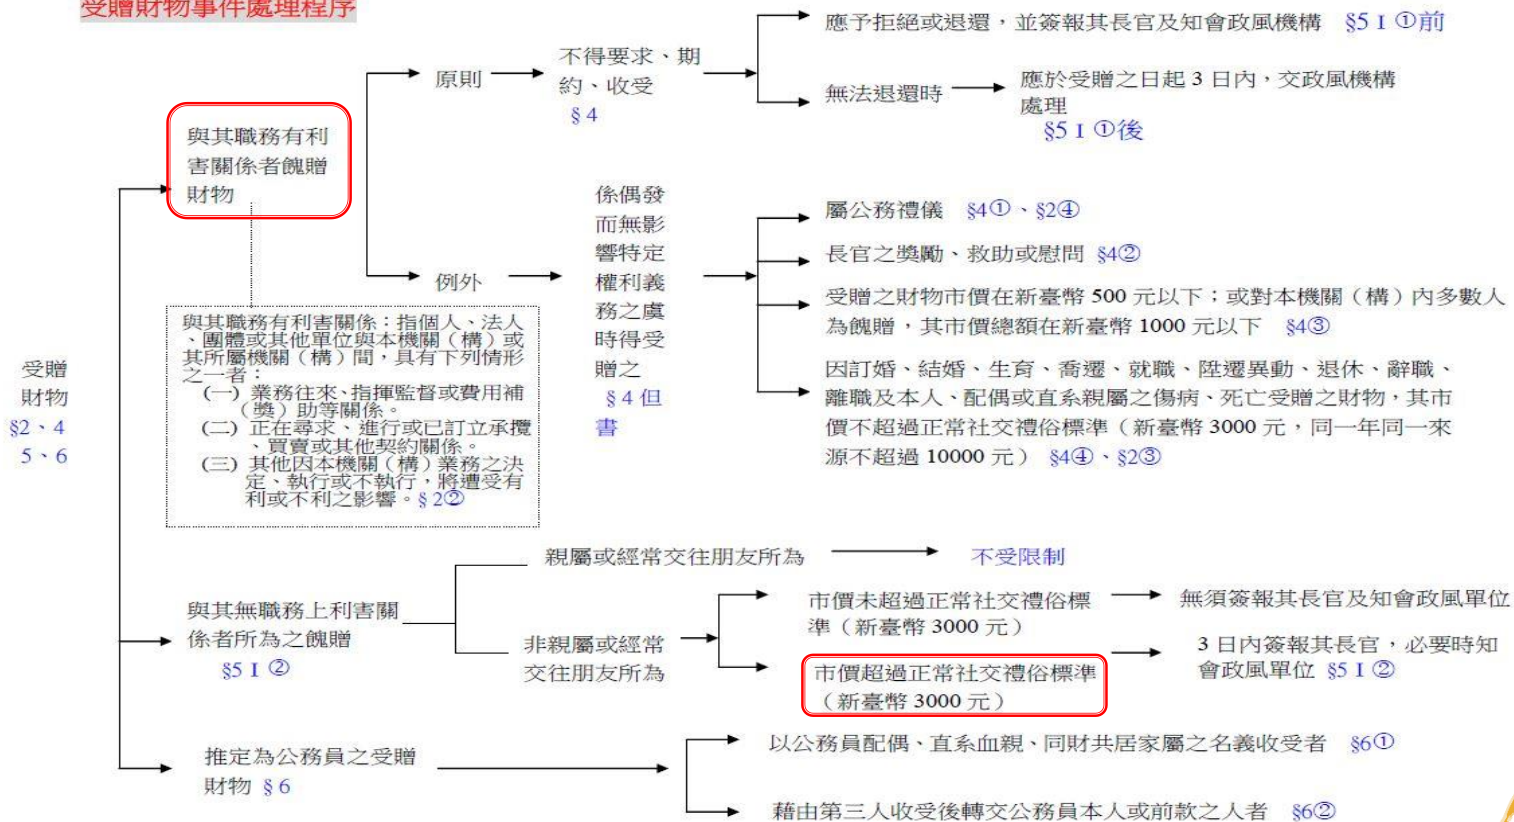 受贈財物事件處理程序
應予拒絕或退還，並簽報其長官及知會政風機構 §5 I ①前
不得要求、期
約、收受
§4
原則
無法退還時
應於受贈之日起 3 日內，交政風機構
處理
§5 I ①後
與其職務有利
害關係者餽贈
財物
例外
係偶發
而無影
響特定
權利義
務之虞
時得受
贈之
§4但
書
屬公務禮儀 §4①、§2④
長官之獎勵、救助或慰問 §4②
受贈之財物市價在新臺幣 500 元以下；或對本機關（構）內多數人
為餽贈，其市價總額在新臺幣 1000 元以下 §4③
因訂婚、結婚、生育、喬遷、就職、陞遷異動、退休、辭職、
離職及本人、配偶或直系親屬之傷病、死亡受贈之財物，其市
價不超過正常社交禮俗標準（新臺幣 3000 元，同一年同一來
源不超過 10000 元） §4④、§2③
與其職務有利害關係：指個人、法人
、團體或其他單位與本機關（構）或
其所屬機關（構）間，具有下列情形
之一者：
(一) 業務往來、指揮監督或費用補
（獎）助等關係。
(二) 正在尋求、進行或已訂立承攬
、買賣或其他契約關係。
(三) 其他因本機關（構）業務之決
定、執行或不執行，將遭受有
利或不利之影響。§2②
受贈
財物
§2、4
5、6
與其無職務上利害關
係者所為之餽贈
§5 I ②
親屬或經常交往朋友所為
不受限制
非親屬或經常
交往朋友所為
市價未超過正常社交禮俗標
準（新臺幣 3000 元）
無須簽報其長官及知會政風單位
市價超過正常社交禮俗標準
（新臺幣 3000 元）
3 日內簽報其長官，必要時知
會政風單位 §5 I ②
推定為公務員之受贈
財物 §6
以公務員配偶、直系血親、同財共居家屬之名義收受者 §6①
藉由第三人收受後轉交公務員本人或前款之人者 §6②